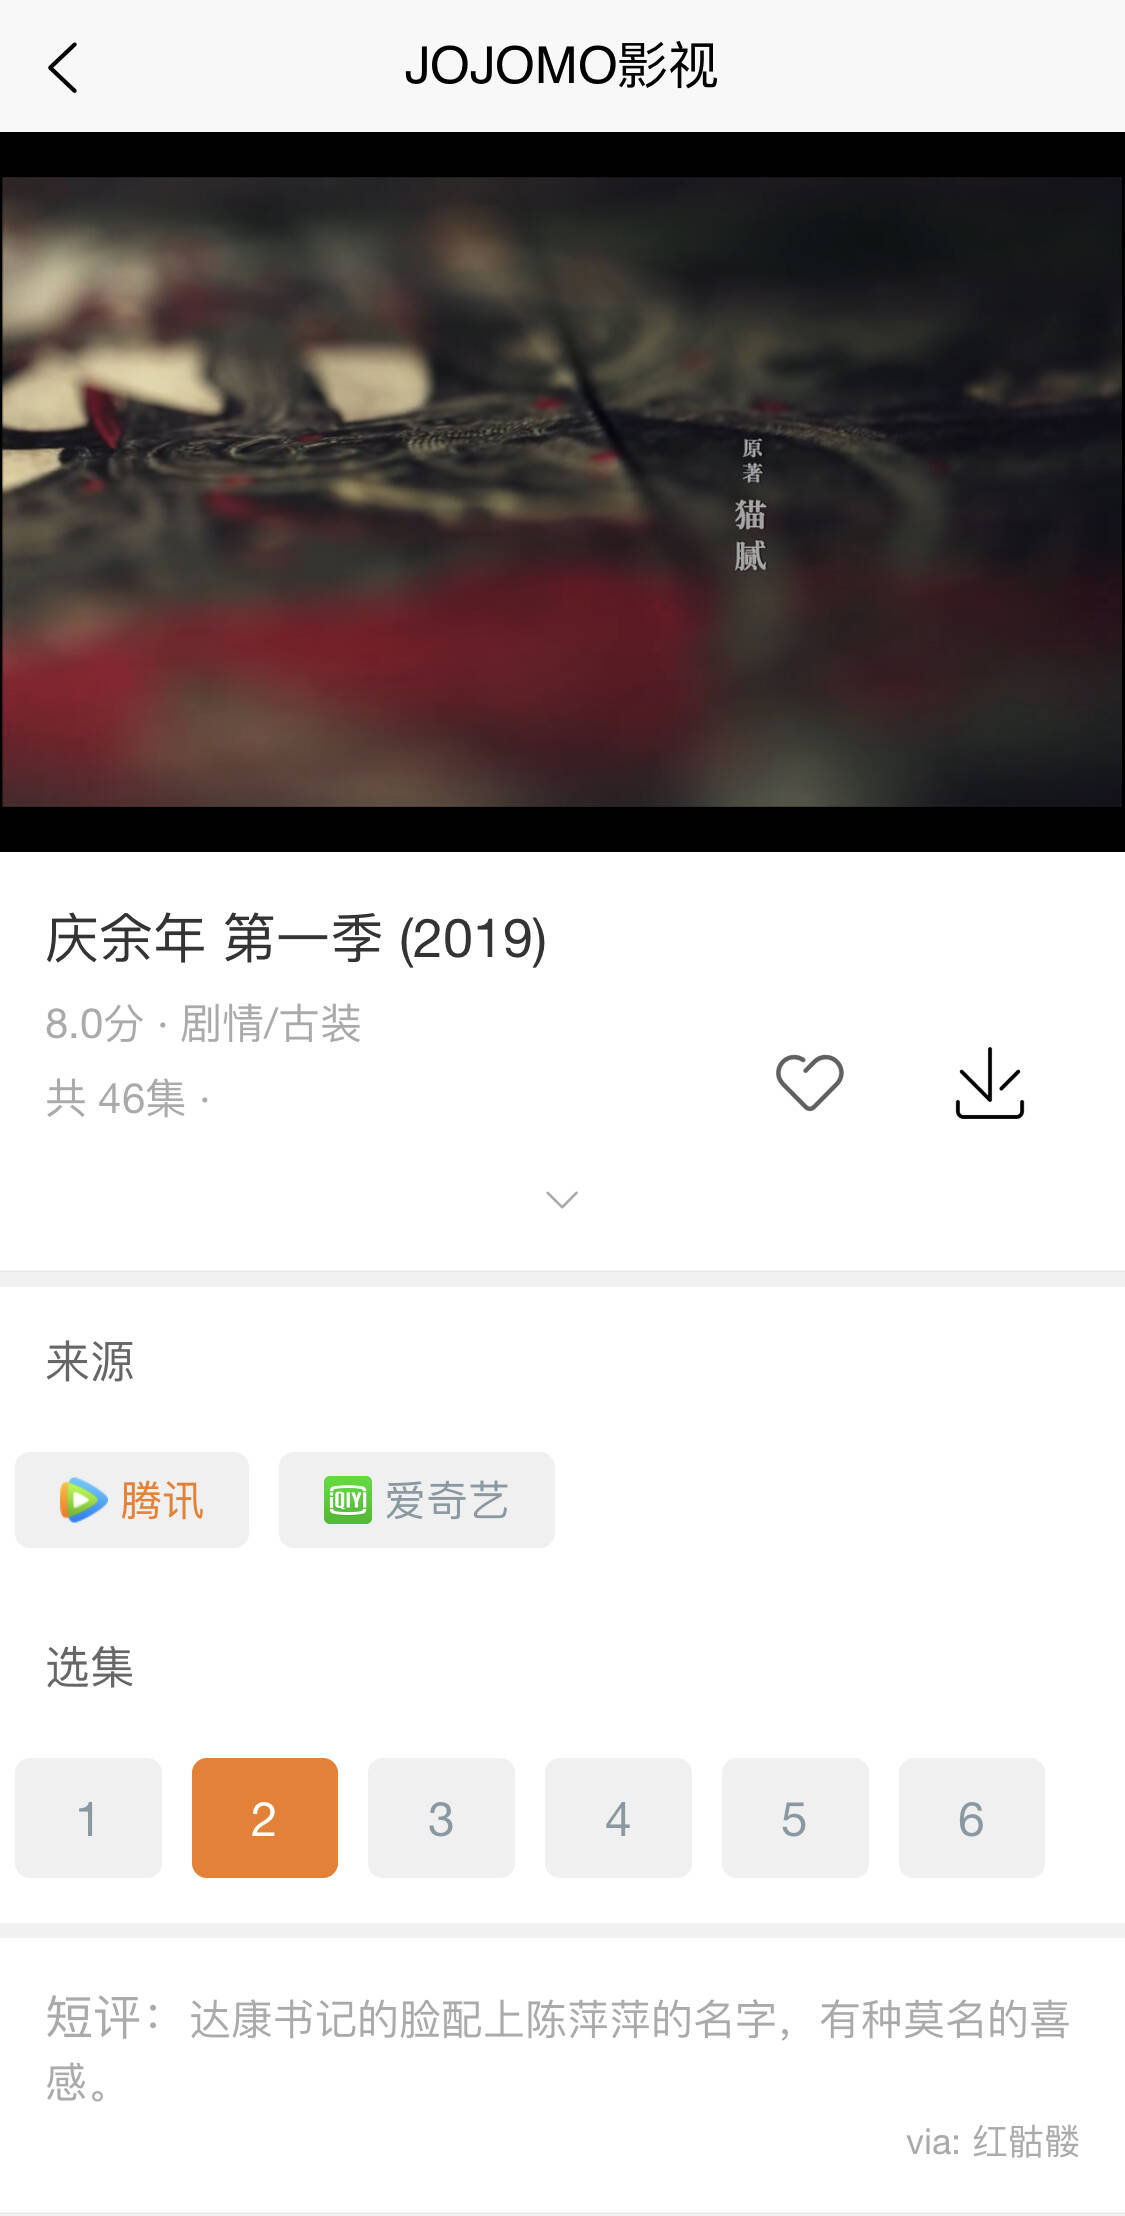 JOJOMO影视
原著
猫腻
庆余年 第一季 (2019)
8.0分 · 剧情/古装
共 46集 ·
来源
腾讯
iQIYI 爱奇艺
选集
1 2 3 4 5 6
短评：达康书记的脸配上陈萍萍的名字，有种莫名的喜
感。
via: 红骷髅